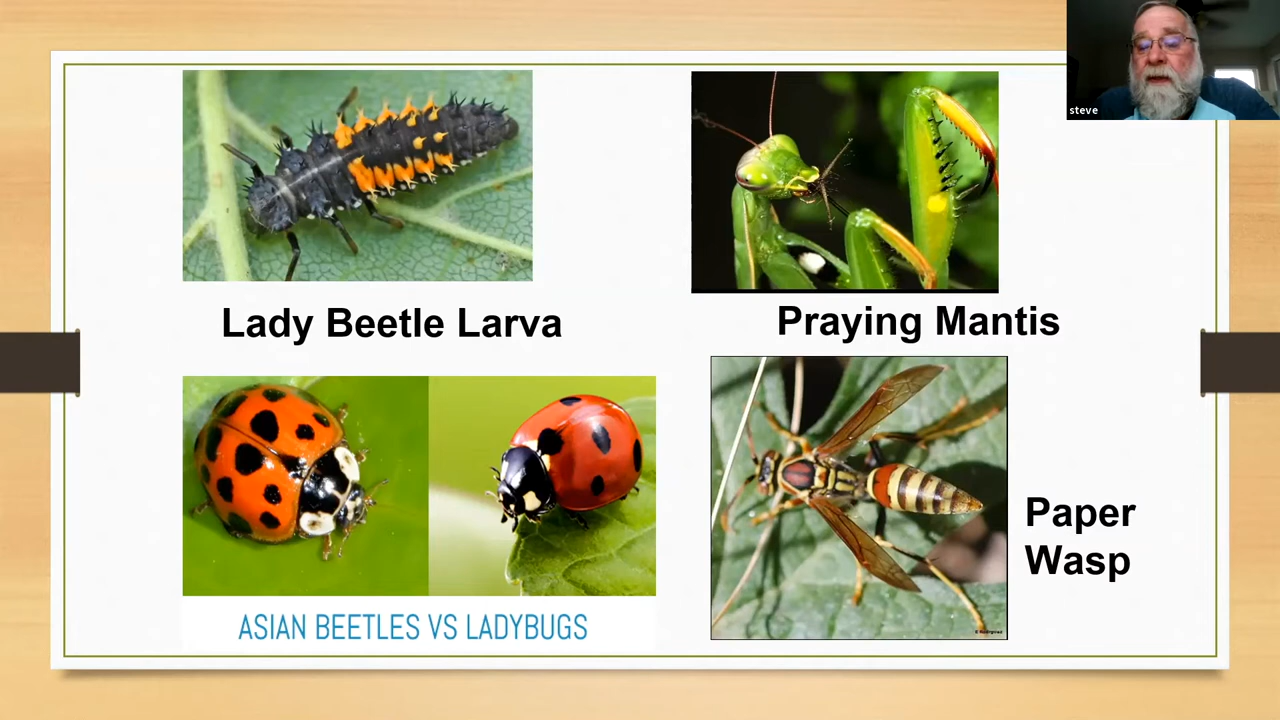 steve
Lady Beetle Larva
Praying Mantis
ASIAN BEETLES VS LADYBUGS
Paper
Wasp